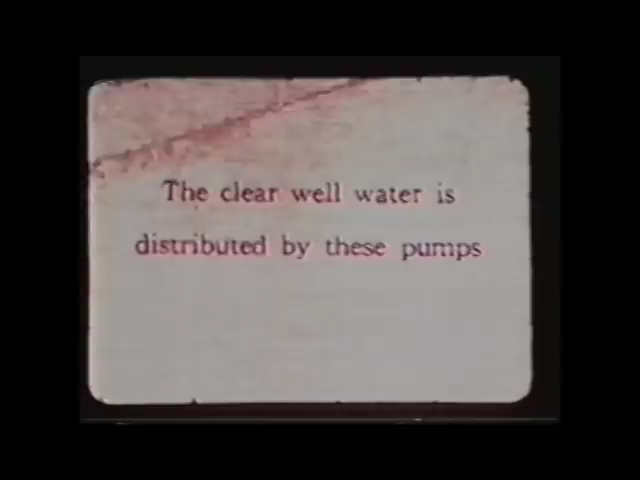 The clear well water is
distributed by these pumps